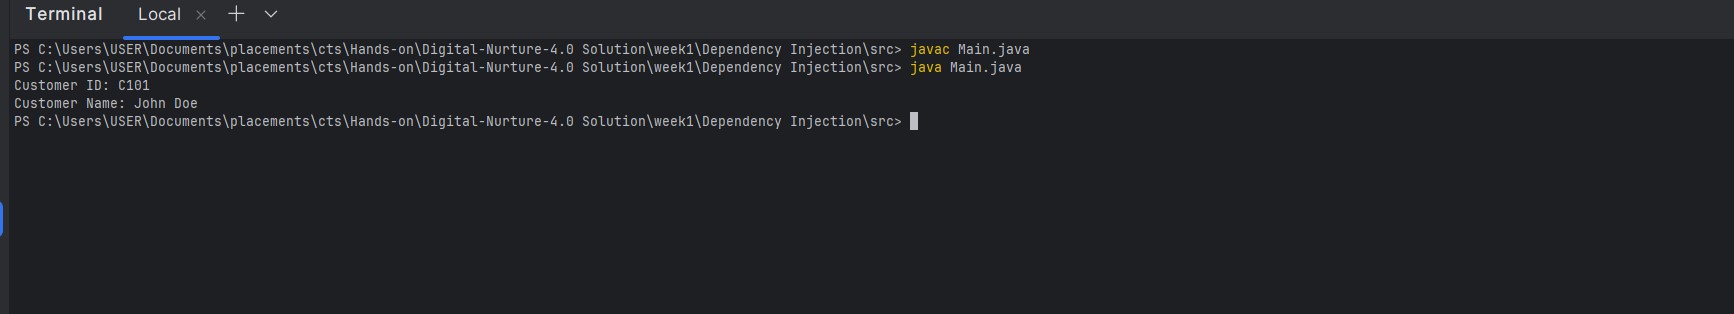 Terminal Local × + ∨
PS C:\Users\USER\Documents\placements\cts\Hands-on\Digital-Nurture-4.0 Solution\week1\Dependency Injection\src> javac Main.java
PS C:\Users\USER\Documents\placements\cts\Hands-on\Digital-Nurture-4.0 Solution\week1\Dependency Injection\src> java Main.java
Customer ID: C101
Customer Name: John Doe
PS C:\Users\USER\Documents\placements\cts\Hands-on\Digital-Nurture-4.0 Solution\week1\Dependency Injection\src>